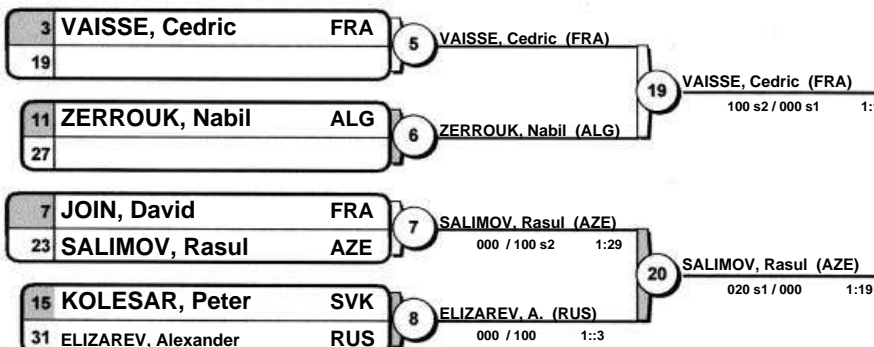 3 VAISSE, Cedric FRA
19
5 VAISSE, Cedric (FRA)
11 ZERROUK, Nabil ALG
27
6 ZERROUK, Nabil (ALG)
19 VAISSE, Cedric (FRA)
100 s2 / 000 s1
7 JOIN, David FRA
23 SALIMOV, Rasul AZE
7 SALIMOV, Rasul (AZE)
000 / 100 s2 1:29
15 KOLESAR, Peter SVK
31 ELIZAREV, Alexander RUS
8 ELIZAREV, A. (RUS)
000 / 100 1::3
20 SALIMOV, Rasul (AZE)
020 s1 / 000 1:19